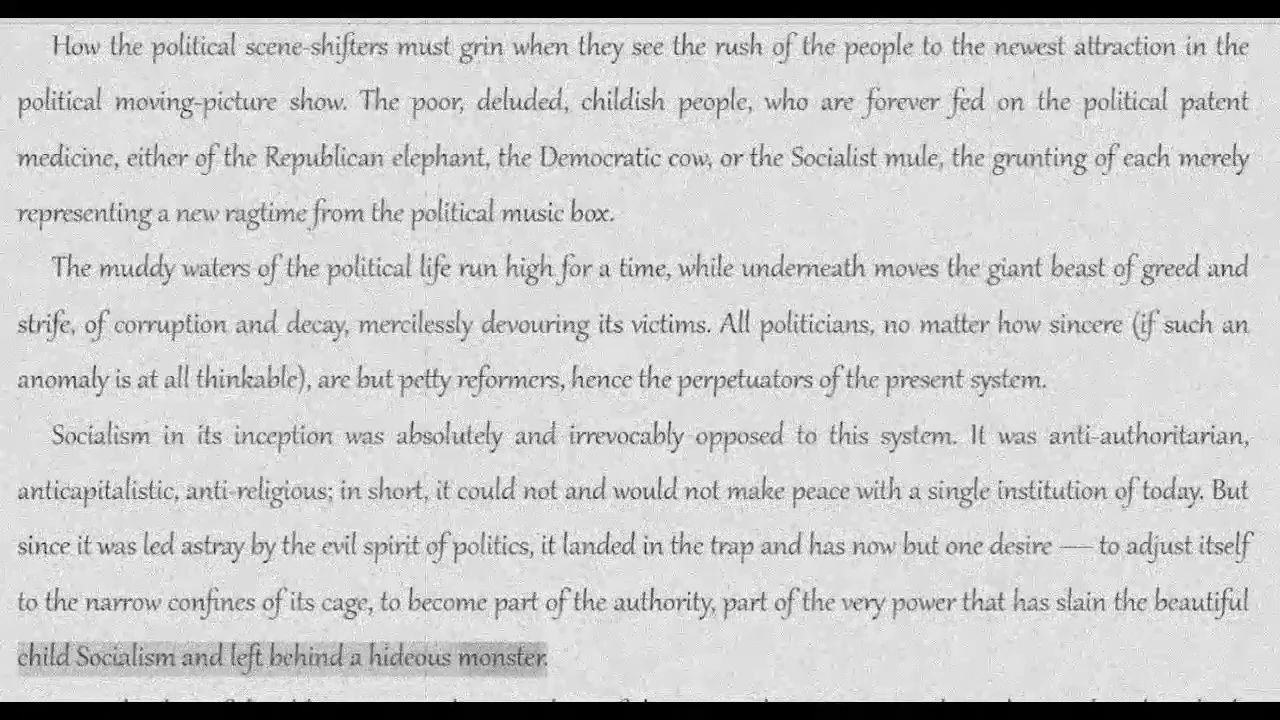 How the political scene-shifters must grin when they see the rush of the people to the newest attraction in the
political moving-picture show. The poor, deluded, childish people, who are forever fed on the political patent
medicine, either of the Republican elephant, the Democratic cow, or the Socialist mule, the grunting of each merely
representing a new ragtime from the political music box.
The muddy waters of the political life run high for a time, while underneath moves the giant beast of greed and
strife, of corruption and decay, mercilessly devouring its victims. All politicians, no matter how sincere (if such an
anomaly is at all thinkable), are but petty reformers, hence the perpetuators of the present system.
Socialism in its inception was absolutely and irrevocably opposed to this system. It was anti-authoritarian,
anticapitalistic, anti-religious; in short, it could not and would not make peace with a single institution of today. But
since it was led astray by the evil spirit of politics, it landed in the trap and has now but one desire — to adjust itself
to the narrow confines of its cage, to become part of the authority, part of the very power that has slain the beautiful
child Socialism and left behind a hideous monster.